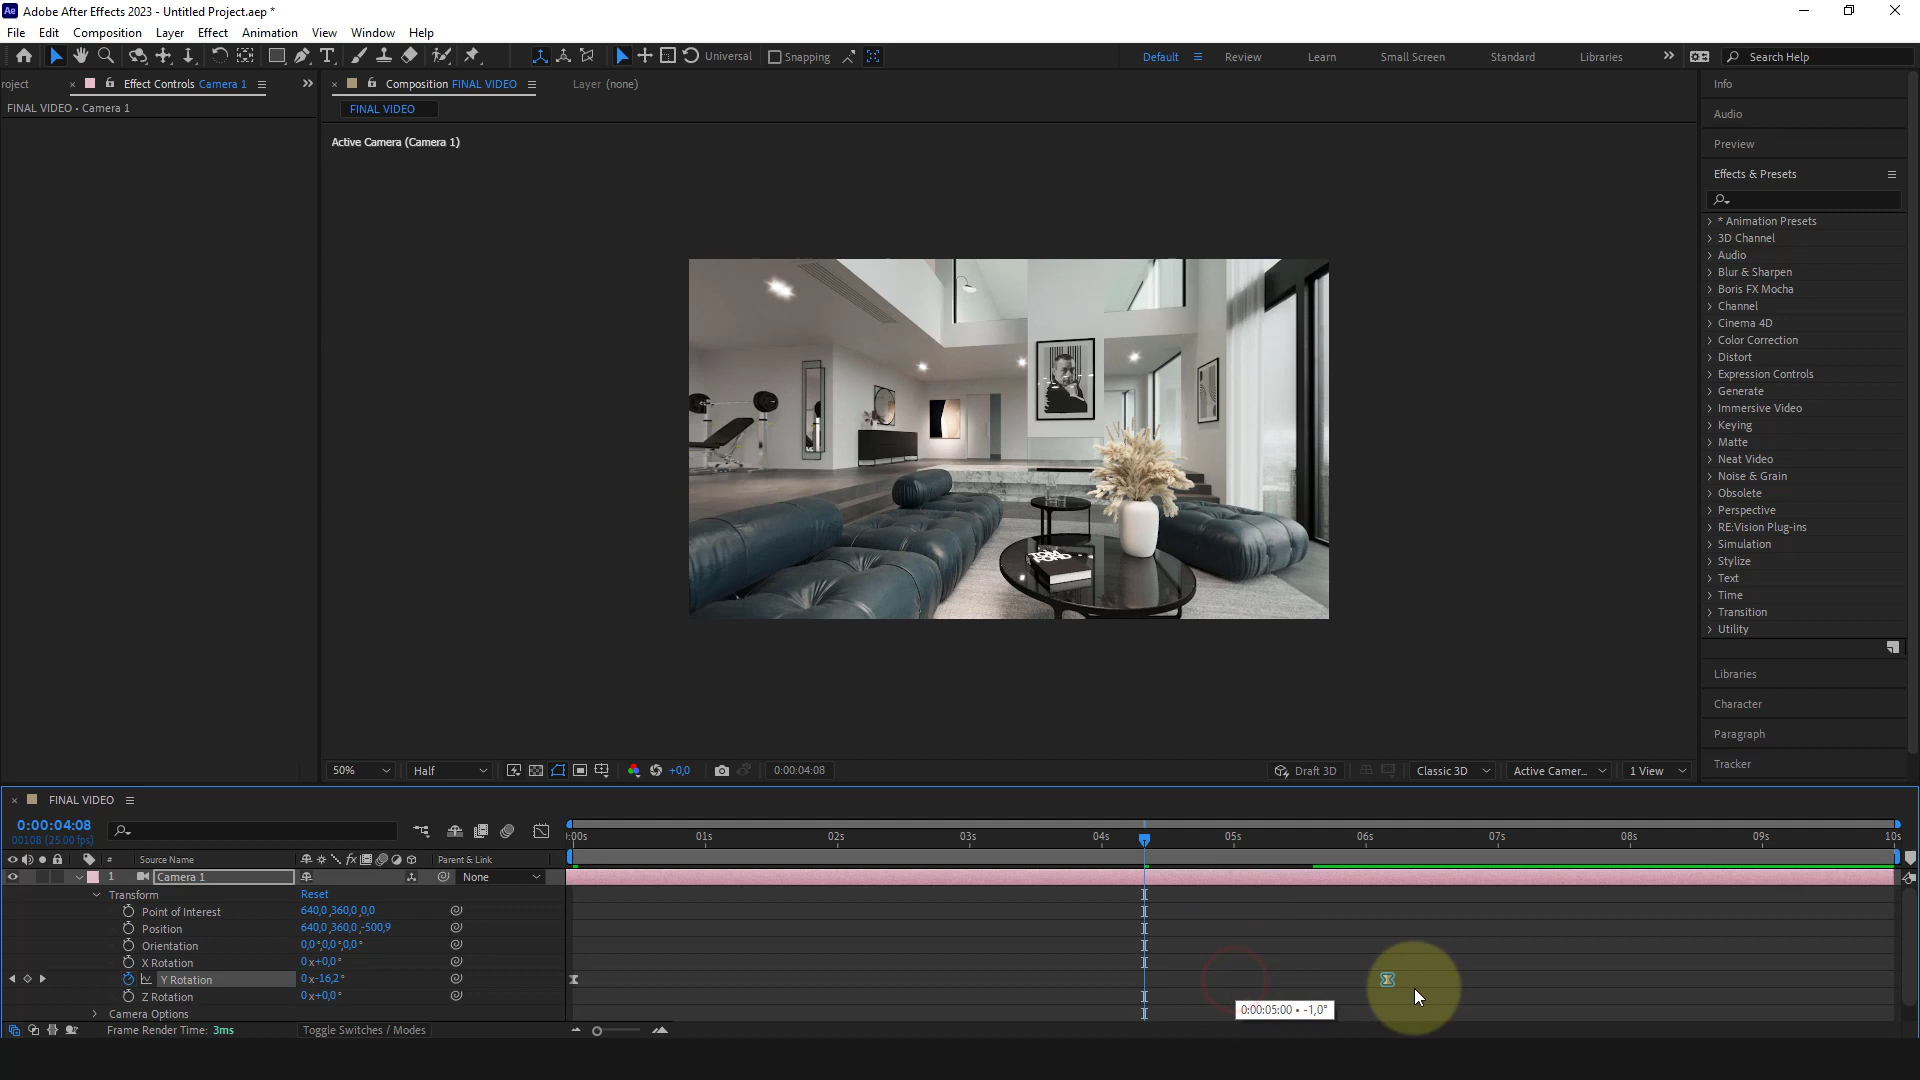 Ae Adobe After Effects 2023 - Untitled Project.aep *
File Edit Composition Layer Effect Animation View Window Help
Universal Snapping Default Review Learn Small Screen Standard Libraries Search Help
roject Effect Controls Camera 1 Composition FINAL VIDEO Layer (none)
FINAL VIDEO • Camera 1
FINAL VIDEO
Active Camera (Camera 1)
Info
Audio
Preview
Effects & Presets
* Animation Presets
3D Channel
Audio
Blur & Sharpen
Boris FX Mocha
Channel
Cinema 4D
Color Correction
Distort
Expression Controls
Generate
Immersive Video
Keying
Matte
Neat Video
Noise & Grain
Obsolete
Perspective
RE:Vision Plug-ins
Simulation
Stylize
Text
Time
Transition
Utility
Libraries
Character
Paragraph
Tracker
TOM
50% Half +0,0 0:00:04:08 Draft 3D Classic 3D Active Camer... 1 View
FINAL VIDEO
0:00:04:08
00108 (25.00 fps)
:00s 01s 02s 03s 04s 05s 06s 07s 08s 09s 10s
# Source Name fx Parent & Link
1 Camera 1 None
Transform Reset
Point of Interest 640,0 ,360,0 ,0,0
Position 640,0 ,360,0 ,-500,9
Orientation 0,0 °,0,0 °,0,0 °
X Rotation 0 x+0,0 °
Y Rotation 0 x-16,2 °
Z Rotation 0 x+0,0 °
Camera Options
0:00:05:00 • -1,0°
Frame Render Time: 3ms Toggle Switches / Modes